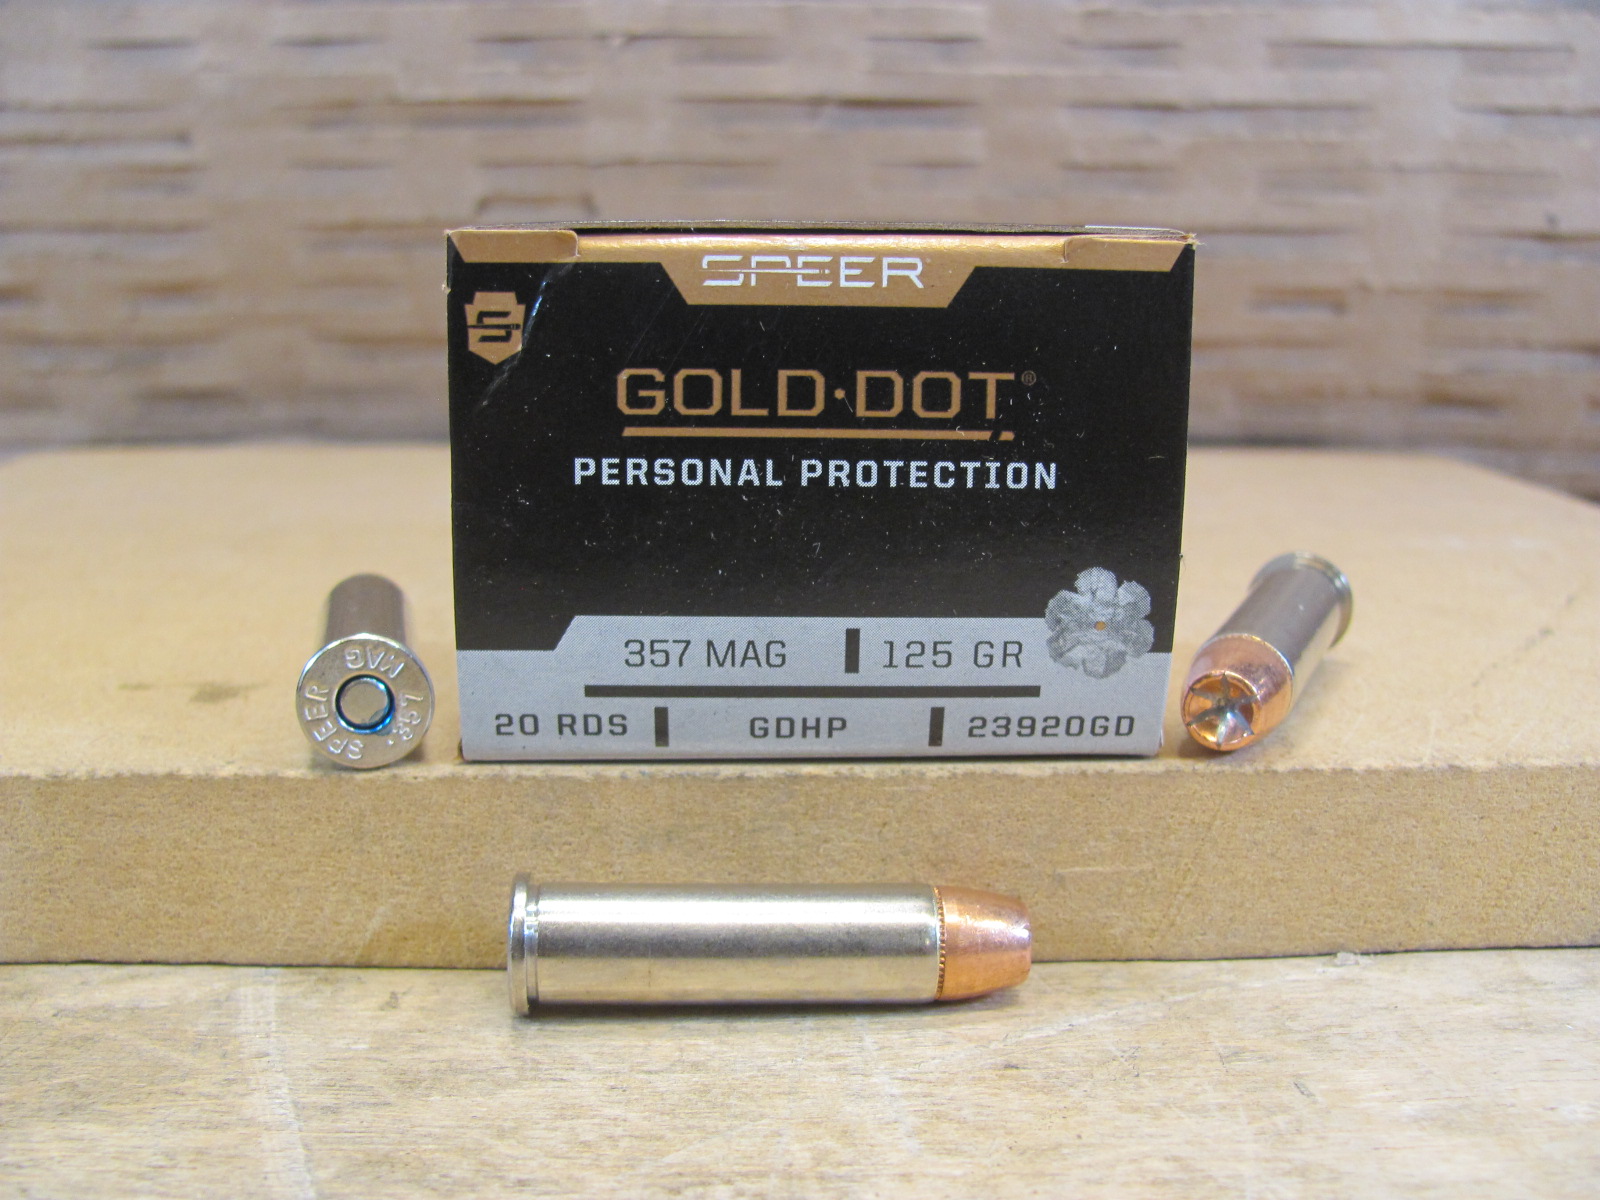 SPEER
GOLD·DOT®
PERSONAL PROTECTION
357 MAG 125 GR
20 RDS GDHP 23920GD
SPEER .357 MAG